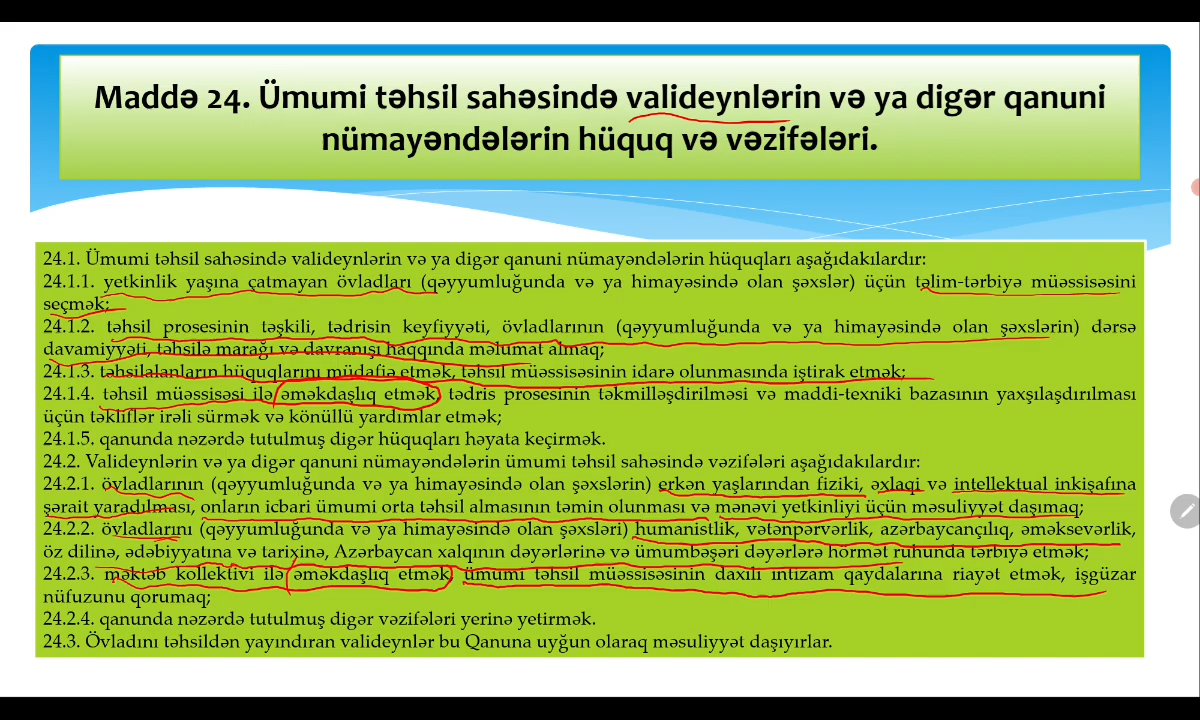 Maddə 24. Ümumi təhsil sahəsində valideynlərin və ya digər qanuni
nümayəndələrin hüquq və vəzifələri.
24.1. Ümumi təhsil sahəsində valideynlərin və ya digər qanuni nümayəndələrin hüquqları aşağıdakılardır:
24.1.1. yetkinlik yaşına çatmayan övladları (qəyyumluğunda və ya himayəsində olan şəxslər) üçün təlim-tərbiyə müəssisəsini
seçmək;
24.1.2. təhsil prosesinin təşkili, tədrisin keyfiyyəti, övladlarının (qəyyumluğunda və ya himayəsində olan şəxslərin) dərsə
davamiyyəti, təhsilə marağı və davranışı haqqında məlumat almaq;
24.1.3. təhsilalanların hüquqlarını müdafiə etmək, təhsil müəssisəsinin idarə olunmasında iştirak etmək;
24.1.4. təhsil müəssisəsi ilə əməkdaşlıq etmək, tədris prosesinin təkmilləşdirilməsi və maddi-texniki bazasının yaxşılaşdırılması
üçün təkliflər irəli sürmək və könüllü yardımlar etmək;
24.1.5. qanunda nəzərdə tutulmuş digər hüquqları həyata keçirmək.
24.2. Valideynlərin və ya digər qanuni nümayəndələrin ümumi təhsil sahəsində vəzifələri aşağıdakılardır:
24.2.1. övladlarının (qəyyumluğunda və ya himayəsində olan şəxslərin) erkən yaşlarından fiziki, əxlaqi və intellektual inkişafına
şərait yaradılması, onların icbari ümumi orta təhsil almasının təmin olunması və mənəvi yetkinliyi üçün məsuliyyət daşımaq;
24.2.2. övladlarını (qəyyumluğunda və ya himayəsində olan şəxsləri) humanistlik, vətənpərvərlik, azərbaycançılıq, əməksevərlik,
öz dilinə, ədəbiyyatına və tarixinə, Azərbaycan xalqının dəyərlərinə və ümumbəşəri dəyərlərə hörmət ruhunda tərbiyə etmək;
24.2.3. məktəb kollektivi ilə əməkdaşlıq etmək, ümumi təhsil müəssisəsinin daxili intizam qaydalarına riayət etmək, işgüzar
nüfuzunu qorumaq;
24.2.4. qanunda nəzərdə tutulmuş digər vəzifələri yerinə yetirmək.
24.3. Övladını təhsildən yayındıran valideynlər bu Qanuna uyğun olaraq məsuliyyət daşıyırlar.